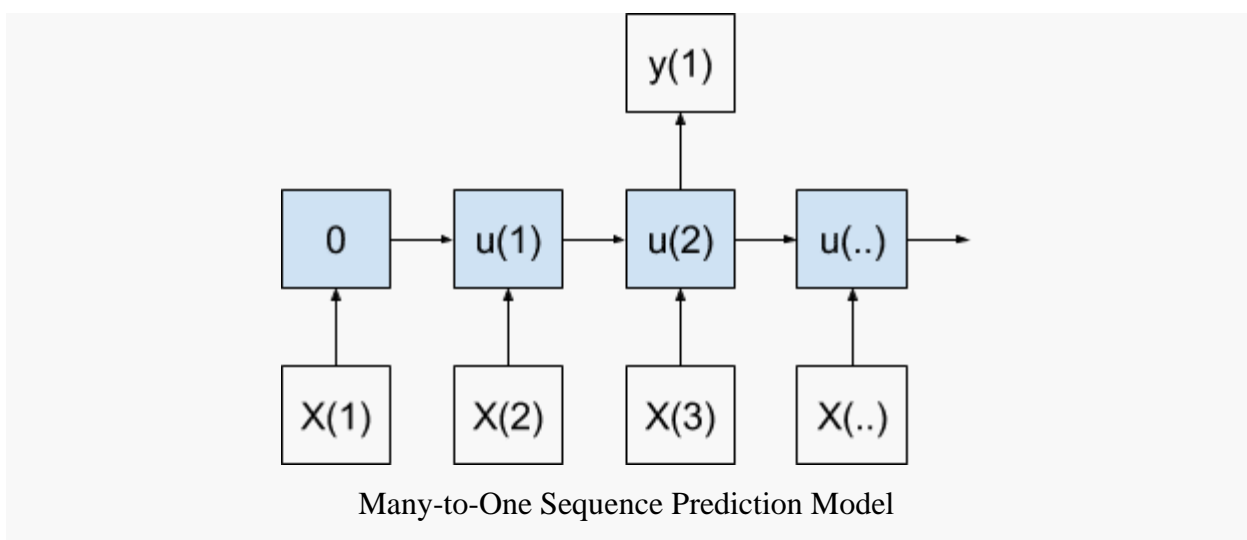 y(1)
0 u(1) u(2) u(..)
X(1) X(2) X(3) X(..)
Many-to-One Sequence Prediction Model